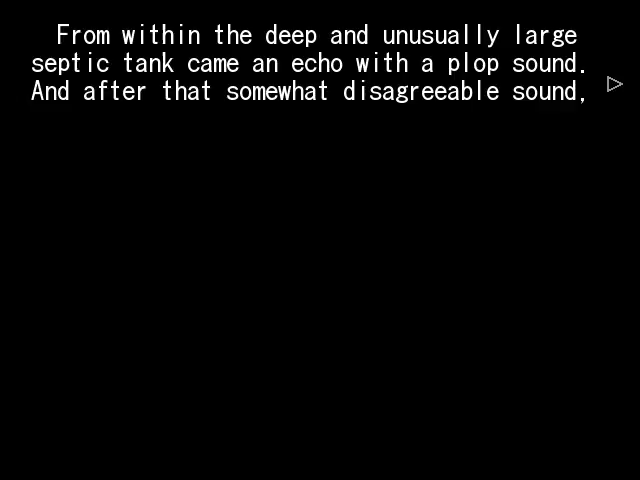 From within the deep and unusually large
septic tank came an echo with a plop sound.
And after that somewhat disagreeable sound,